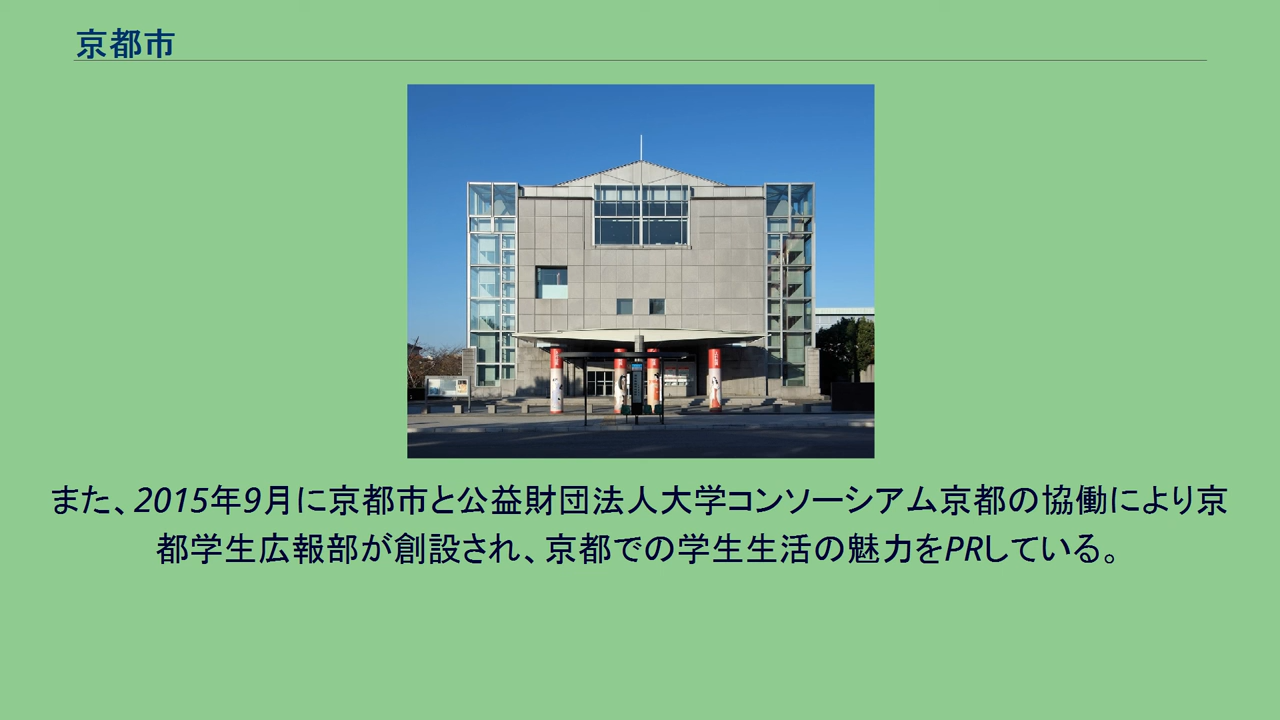 京都市
また、2015年9月に京都市と公益財団法人大学コンソーシアム京都の協働により京
都学生広報部が創設され、京都での学生生活の魅力をPRしている。